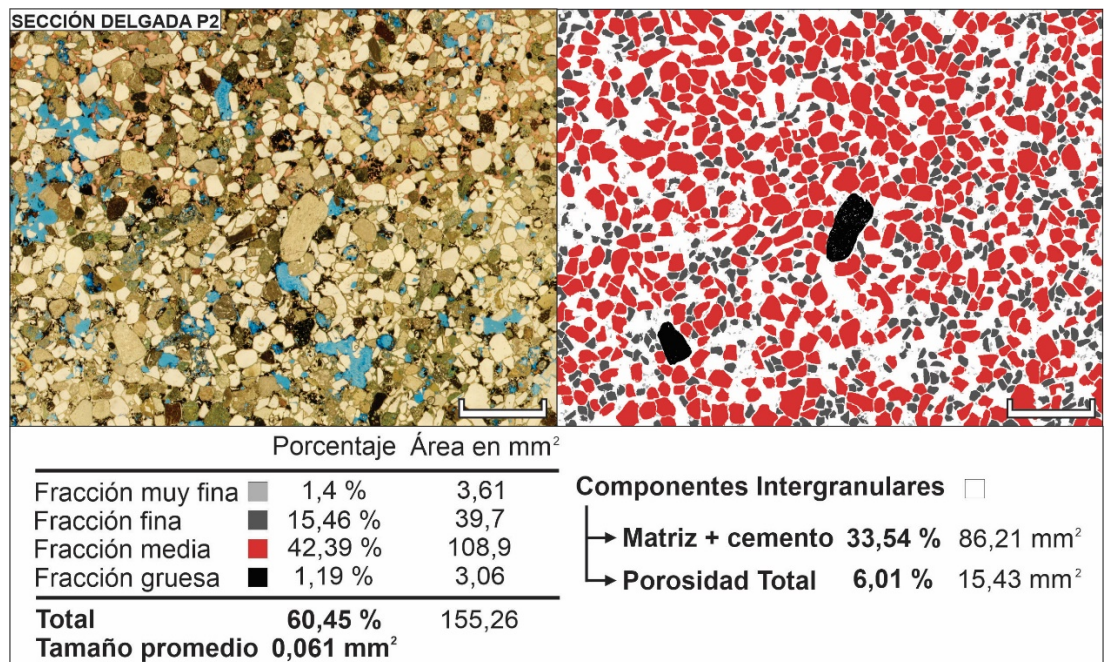 SECCIÓN DELGADA P2
Porcentaje Área en mm²
Fracción muy fina 1,4 % 3,61
Fracción fina 15,46 % 39,7
Fracción media 42,39 % 108,9
Fracción gruesa 1,19 % 3,06
Total 60,45 % 155,26
Tamaño promedio 0,061 mm²
Componentes Intergranulares
Matriz + cemento 33,54 % 86,21 mm²
Porosidad Total 6,01 % 15,43 mm²